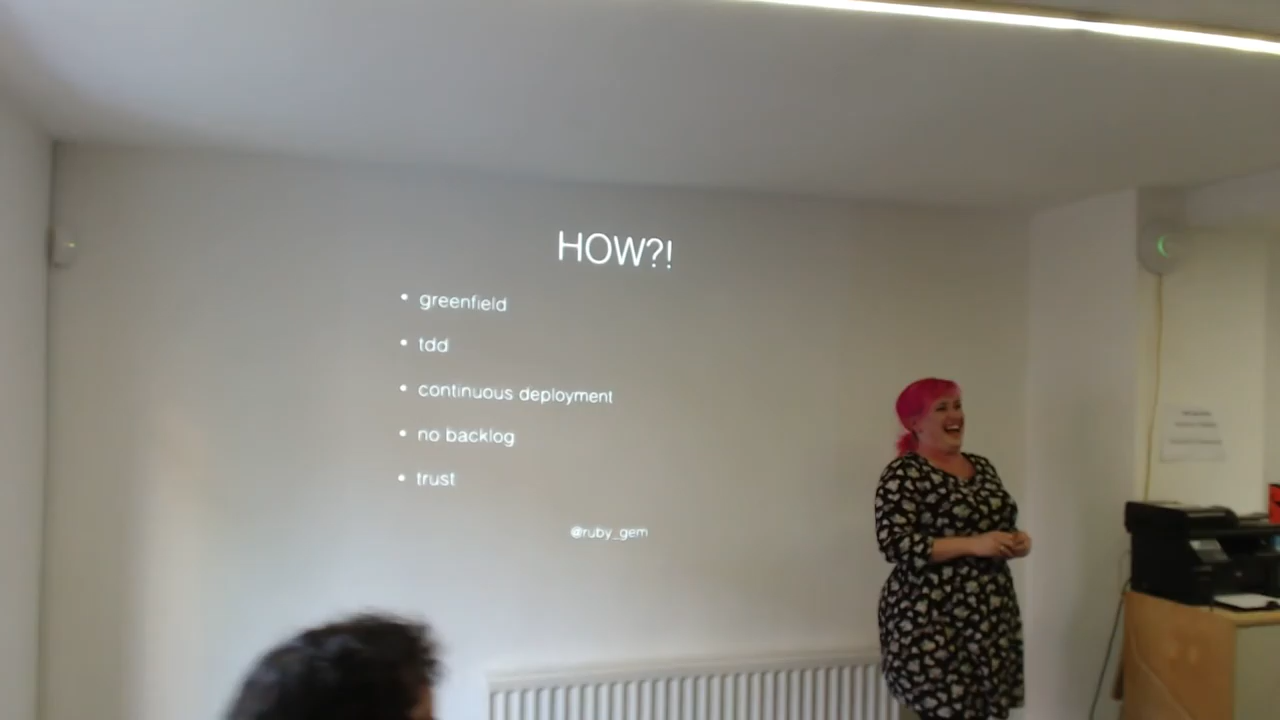 HOW?!
• greenfield
• tdd
• continuous deployment
• no backlog
• trust
@ruby_gem